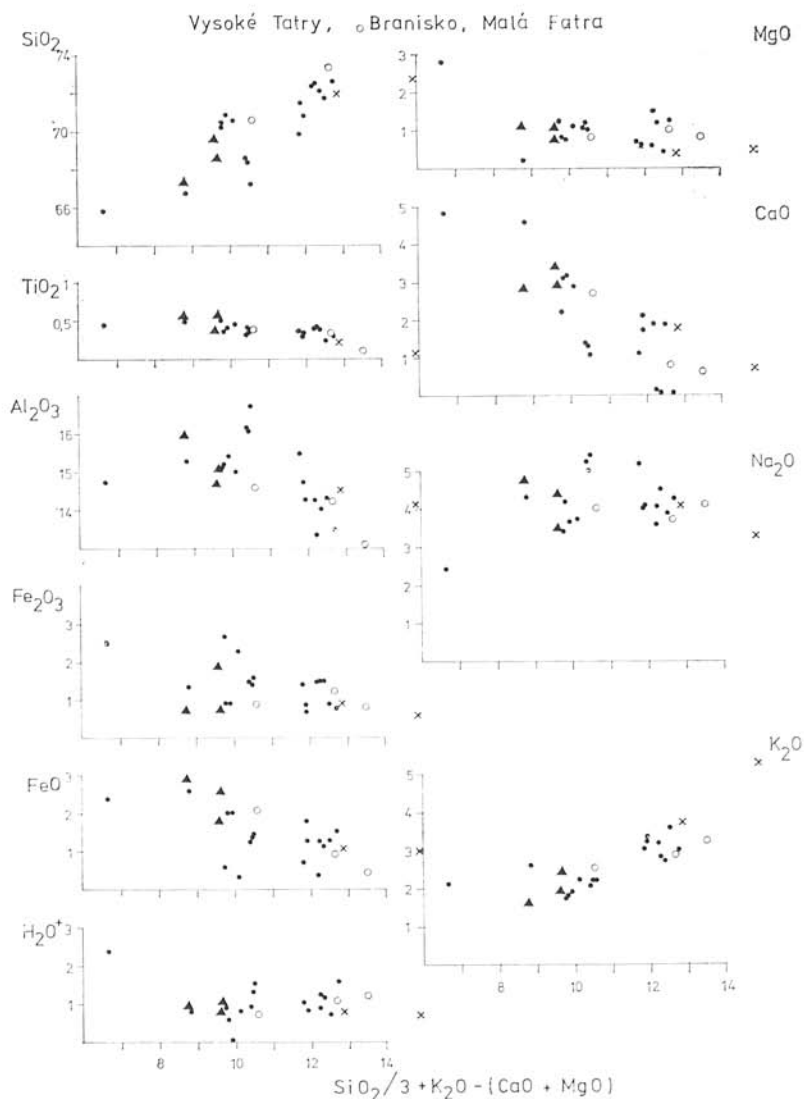 Vysoké Tatry, ○Branisko, Malá Fatra
SiO2
74
70
66
TiO2
1
0,5
Al2O3
16
15
14
Fe2O3
3
2
1
FeO
3
2
1
H2O+
3
2
1
8 10 12 14
MgO
3
2
1
CaO
5
4
3
2
1
Na2O
5
4
3
2
1
K2O
5
4
3
2
1
8 10 12 14
SiO2/3 + K2O - (CaO + MgO)